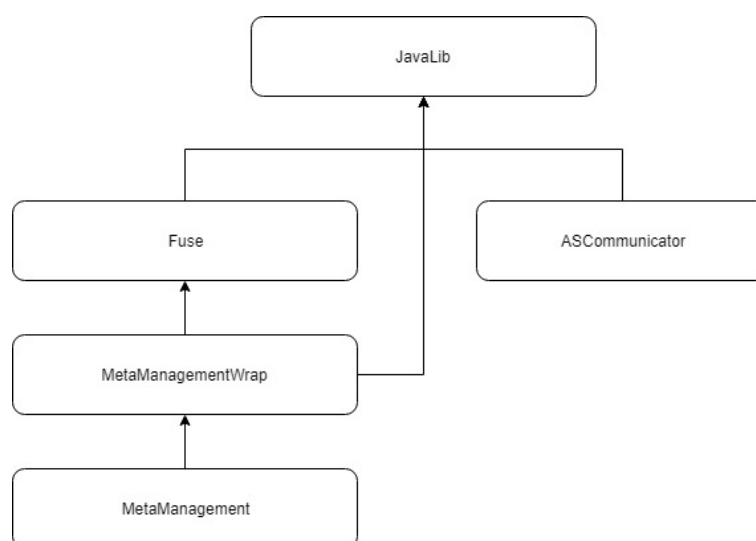 JavaLib
Fuse
ASCommunicator
MetaManagementWrap
MetaManagement